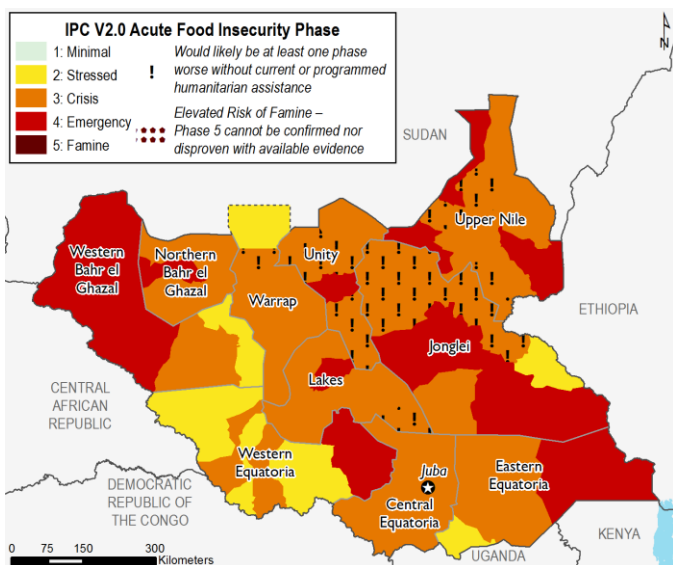 IPC V2.0 Acute Food Insecurity Phase
1: Minimal
2: Stressed
3: Crisis
4: Emergency
5: Famine
!
Would likely be at least one phase
worse without current or programmed
humanitarian assistance
Elevated Risk of Famine –
Phase 5 cannot be confirmed nor
disproven with available evidence
N
SUDAN
Upper Nile
Western
Bahr el
Ghazal
Northern
Bahr el
Ghazal
Unity
Warrap
ETHIOPIA
Jonglei
Lakes
CENTRAL
AFRICAN
REPUBLIC
Western
Equatoria
Juba
Eastern
Equatoria
Central
Equatoria
DEMOCRATIC
REPUBLIC OF
THE CONGO
KENYA
UGANDA
0 75 150 300
Kilometers